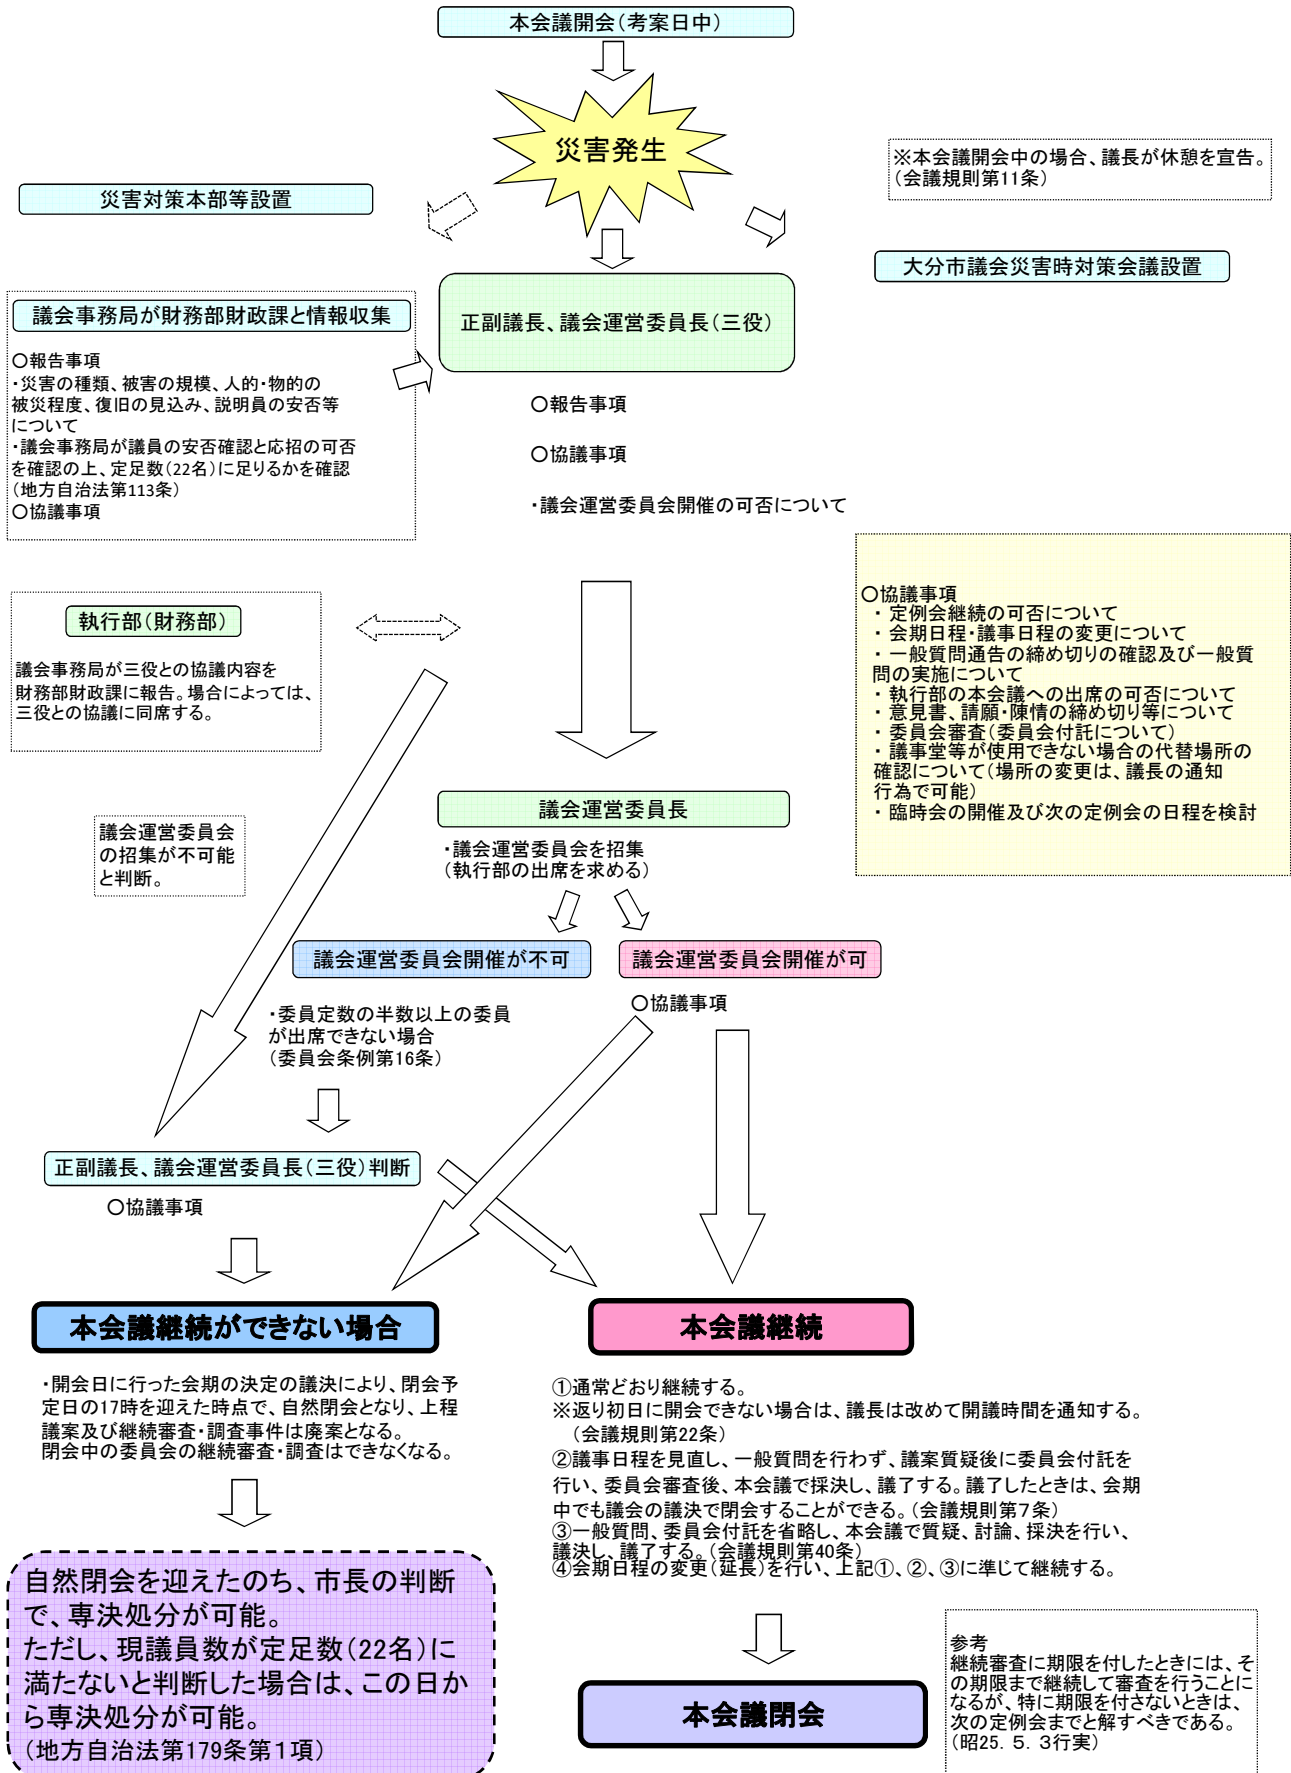 本会議開会（考案日中）
災害発生
※本会議開会中の場合、議長が休憩を宣告。
（会議規則第11条）
災害対策本部等設置
大分市議会災害時対策会議設置
正副議長、議会運営委員長（三役）
議会事務局が財務部財政課と情報収集
〇報告事項
・災害の種類、被害の規模、人的・物的の
被災程度、復旧の見込み、説明員の安否等
について
・議会事務局が議員の安否確認と応招の可否
を確認の上、定足数（22名）に足りるかを確認
（地方自治法第113条）
〇協議事項
〇報告事項
〇協議事項
・議会運営委員会開催の可否について
〇協議事項
・ 定例会継続の可否について
・ 会期日程・議事日程の変更について
・ 一般質問通告の締め切りの確認及び一般質
問の実施について
・ 執行部の本会議への出席の可否について
・ 意見書、請願・陳情の締め切り等について
・ 委員会審査（委員会付託について）
・ 議事堂等が使用できない場合の代替場所の
確認について（場所の変更は、議長の通知
行為で可能）
・ 臨時会の開催及び次の定例会の日程を検討
執行部（財務部）
議会事務局が三役との協議内容を
財務部財政課に報告。場合によっては、
三役との協議に同席する。
議会運営委員会
の招集が不可能
と判断。
議会運営委員長
・議会運営委員会を招集
（執行部の出席を求める）
議会運営委員会開催が不可
議会運営委員会開催が可
・委員定数の半数以上の委員
が出席できない場合
（委員会条例第16条）
〇協議事項
正副議長、議会運営委員長（三役）判断
〇協議事項
本会議継続ができない場合
本会議継続
・開会日に行った会期の決定の議決により、閉会予
定日の17時を迎えた時点で、自然閉会となり、上程
議案及び継続審査・調査事件は廃案となる。
閉会中の委員会の継続審査・調査はできなくなる。
①通常どおり継続する。
※返り初日に開会できない場合は、議長は改めて開議時間を通知する。
（会議規則第22条）
②議事日程を見直し、一般質問を行わず、議案質疑後に委員会付託を
行い、委員会審査後、本会議で採決し、議了する。議了したときは、会期
中でも議会の議決で閉会することができる。（会議規則第７条）
③一般質問、委員会付託を省略し、本会議で質疑、討論、採決を行い、
議決し、議了する。（会議規則第40条）
④会期日程の変更（延長）を行い、上記①、②、③に準じて継続する。
自然閉会を迎えたのち、市長の判断
で、専決処分が可能。
ただし、現議員数が定足数（22名）に
満たないと判断した場合は、この日か
ら専決処分が可能。
（地方自治法第179条第１項）
本会議閉会
参考
継続審査に期限を付したときには、そ
の期限まで継続して審査を行うことに
なるが、特に期限を付さないときは、
次の定例会までと解すべきである。
（昭25．５．３行実）